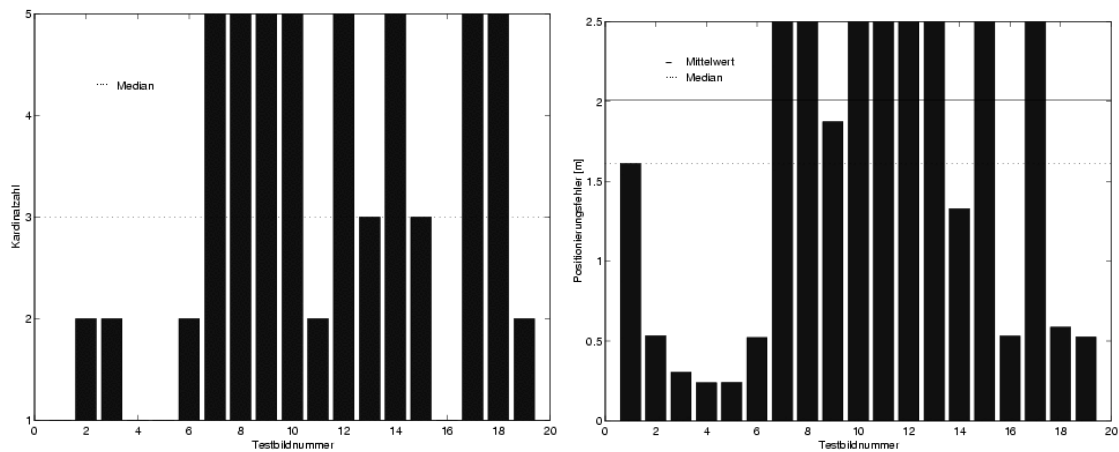 5
4
3
2
1
Kardinalzahl
Median
0 2 4 6 8 10 12 14 16 18 20
Testbildnummer
2.5
2
1.5
1
0.5
0
Positionierungsfehler [m]
Mittelwert
Median
0 2 4 6 8 10 12 14 16 18 20
Testbildnummer